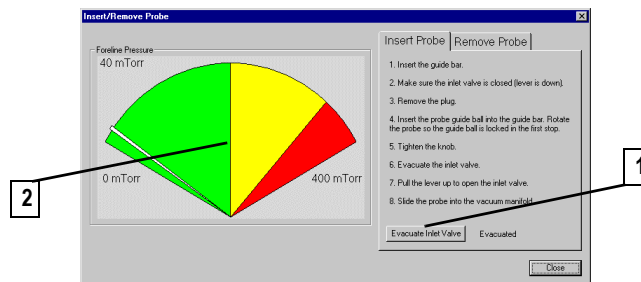 Insert/Remove Probe
Foreline Pressure
40 mTorr
0 mTorr
400 mTorr
Insert Probe
Remove Probe
1. Insert the guide bar.
2. Make sure the inlet valve is closed (lever is down).
3. Remove the plug.
4. Insert the probe guide ball into the guide bar. Rotate
the probe so the guide ball is locked in the first stop.
5. Tighten the knob.
6. Evacuate the inlet valve.
7. Pull the lever up to open the inlet valve.
8. Slide the probe into the vacuum manifold.
Evacuate Inlet Valve
Evacuated
Close
2
1